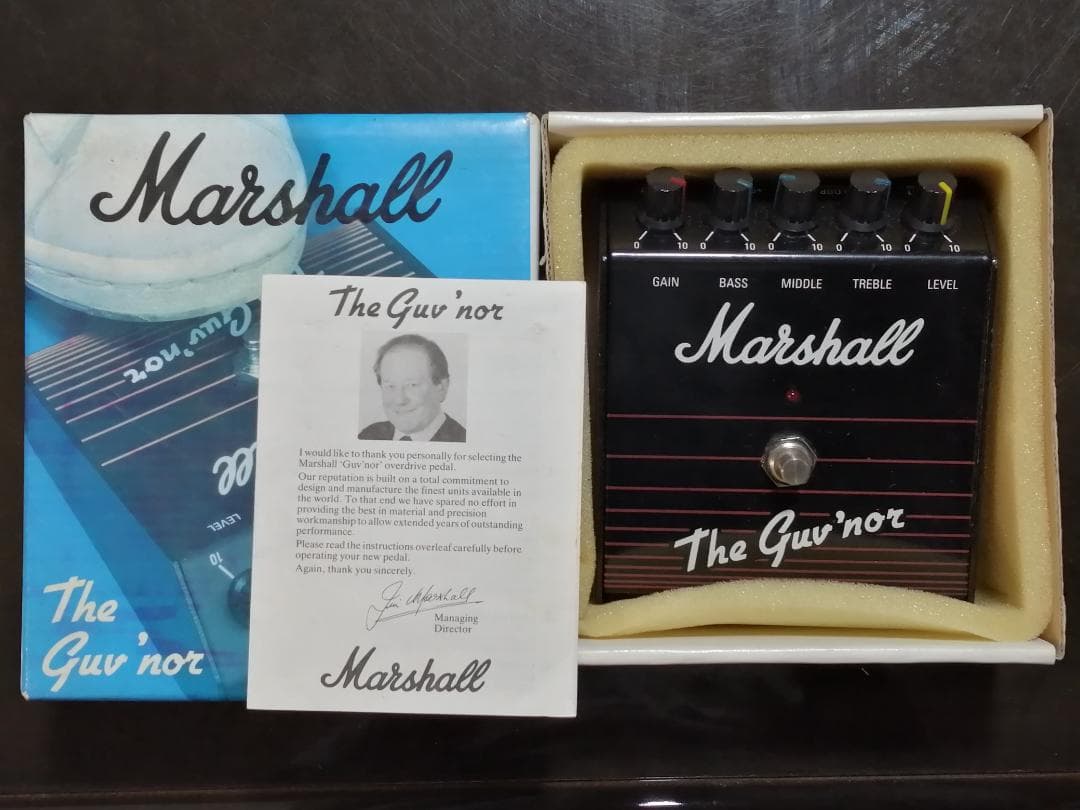 Marshall
Guv'nor
all
LEVEL
10
The
Guv'nor
The Guv'nor
I would like to thank you personally for selecting the
Marshall 'Guv'nor' overdrive pedal.
Our reputation is built on a total commitment to
design and manufacture the finest units available in
the world. To that end we have spared no effort in
providing the best in material and precision
workmanship to allow extended years of outstanding
performance.
Please read the instructions overleaf carefully before
operating your new pedal.
Again, thank you sincerely.
Jim Marshall
Managing
Director
Marshall
0 10 0 10 0 10 0 10 0 10
GAIN BASS MIDDLE TREBLE LEVEL
Marshall
The Guv'nor